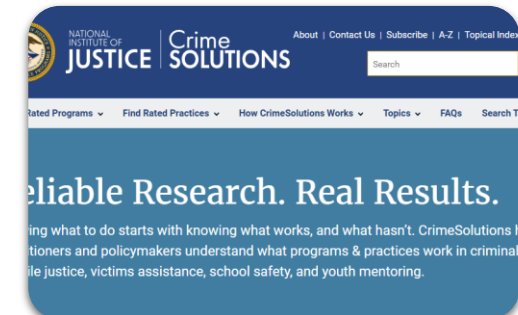 About | Contact Us | Subscribe | A-Z | Topical Index
NATIONAL
INSTITUTE OF
JUSTICE
Crime
SOLUTIONS
Search
Rated Programs Find Rated Practices How CrimeSolutions Works Topics FAQs Search T
eliable Research. Real Results.
ing what to do starts with knowing what works, and what hasn't. CrimeSolutions h
itioners and policymakers understand what programs & practices work in criminal
ile justice, victims assistance, school safety, and youth mentoring.